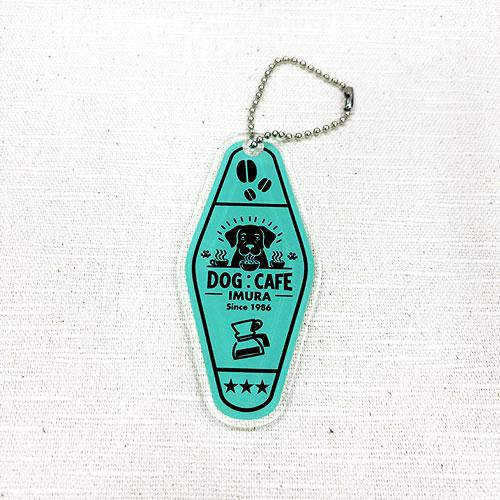 DOG : CAFE
IMURA
Since 1986